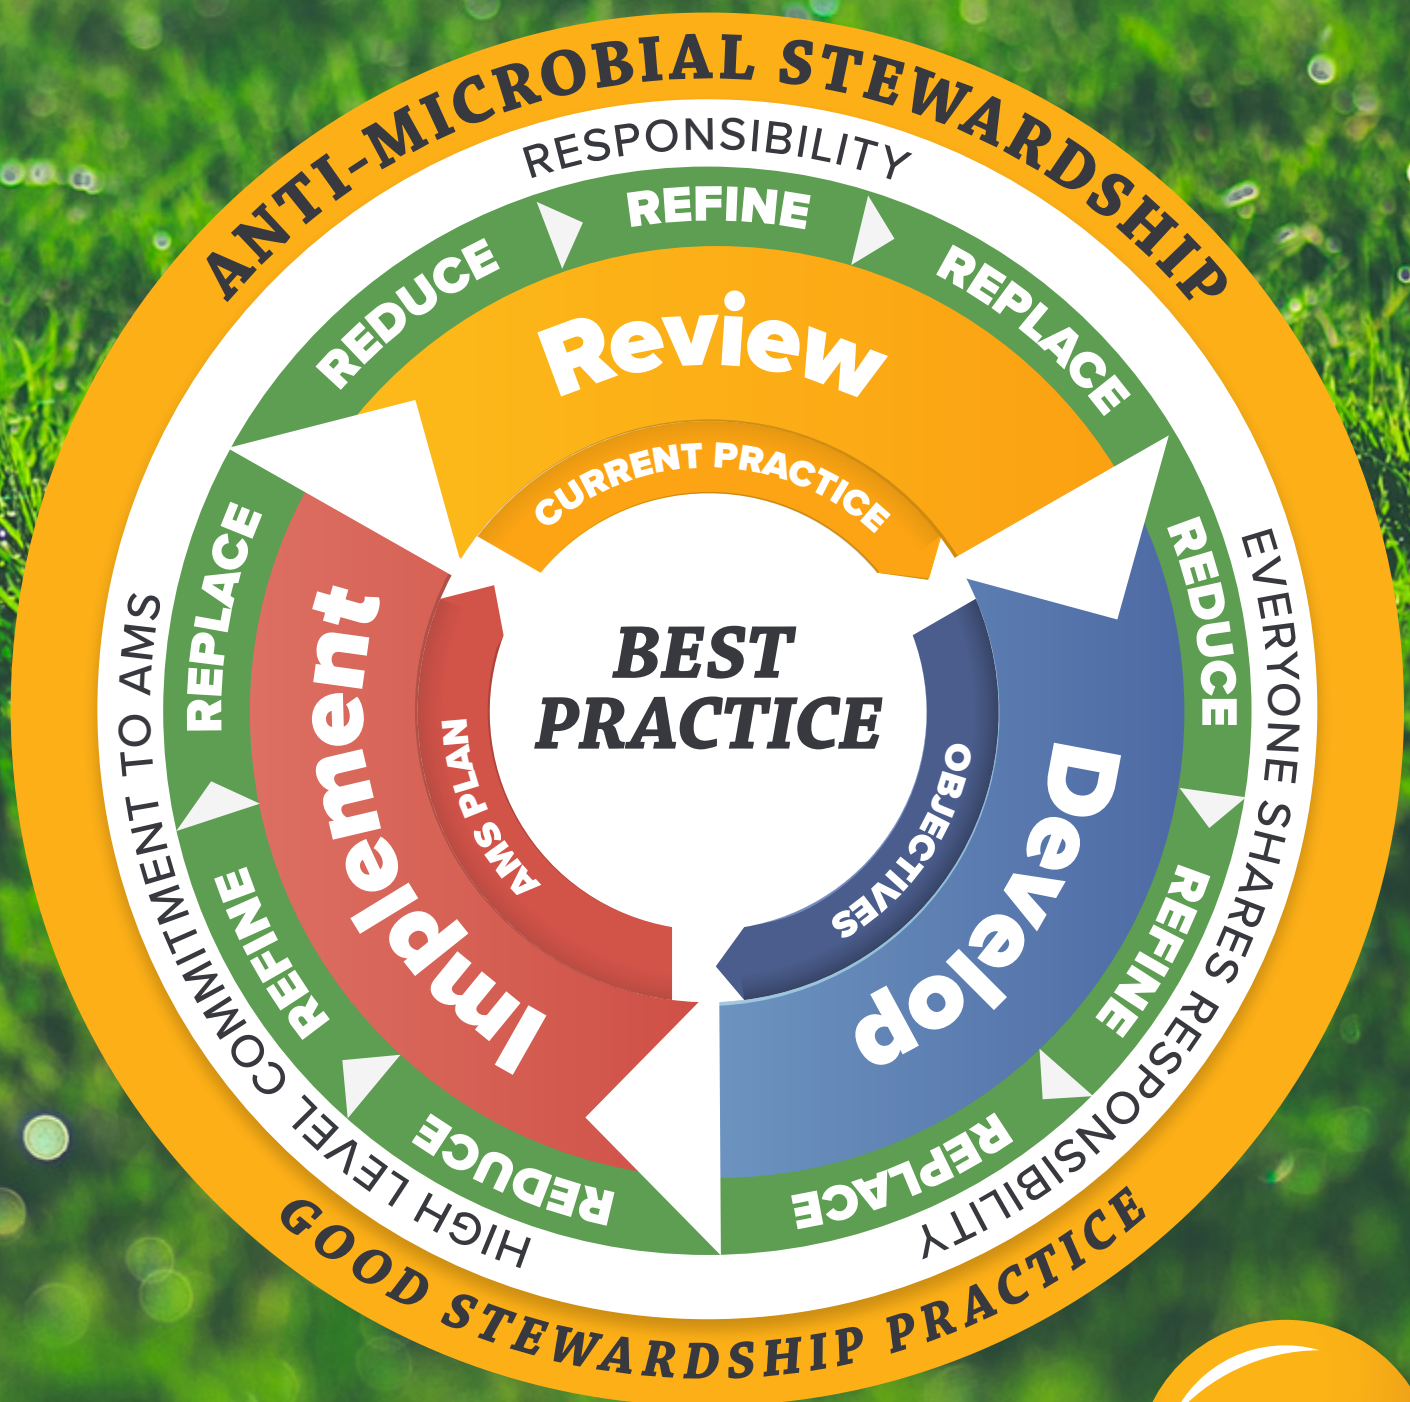 ANTI-MICROBIAL STEWARDSHIP
RESPONSIBILITY
EVERYONE SHARES RESPONSIBILITY
HIGH LEVEL COMMITMENT TO AMS
REDUCE
REFINE
REPLACE
REDUCE
REFINE
REPLACE
REDUCE
REFINE
REPLACE
Review
CURRENT PRACTICE
Develop
OBJECTIVES
Implement
AMS PLAN
BEST
PRACTICE
GOOD STEWARDSHIP PRACTICE